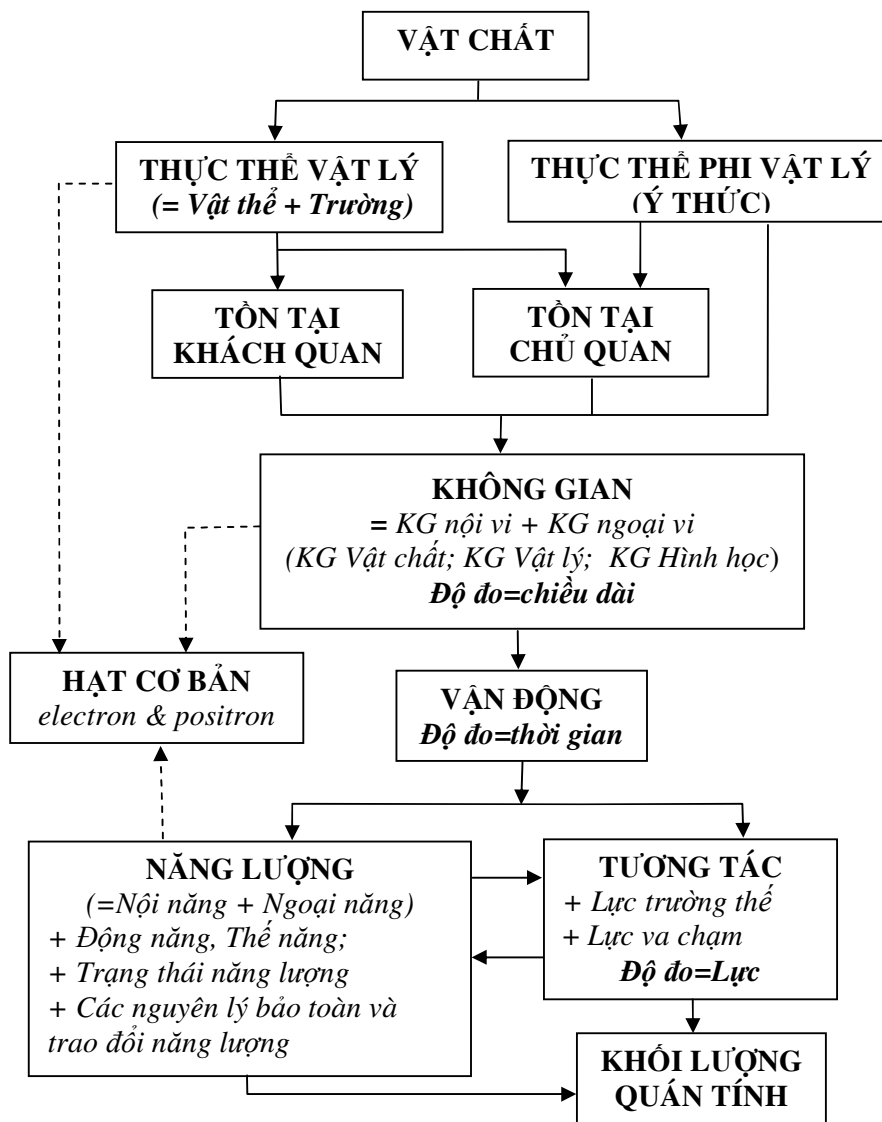 VẬT CHẤT
THỰC THỂ VẬT LÝ
(= Vật thể + Trường)
THỰC THỂ PHI VẬT LÝ
(Ý THỨC)
TỒN TẠI
KHÁCH QUAN
TỒN TẠI
CHỦ QUAN
KHÔNG GIAN
= KG nội vi + KG ngoại vi
(KG Vật chất; KG Vật lý; KG Hình học)
Độ đo=chiều dài
HẠT CƠ BẢN
electron & positron
VẬN ĐỘNG
Độ đo=thời gian
NĂNG LƯỢNG
(=Nội năng + Ngoại năng)
+ Động năng, Thế năng;
+ Trạng thái năng lượng
+ Các nguyên lý bảo toàn và
trao đổi năng lượng
TƯƠNG TÁC
+ Lực trường thế
+ Lực va chạm
Độ đo=Lực
KHỐI LƯỢNG
QUÁN TÍNH